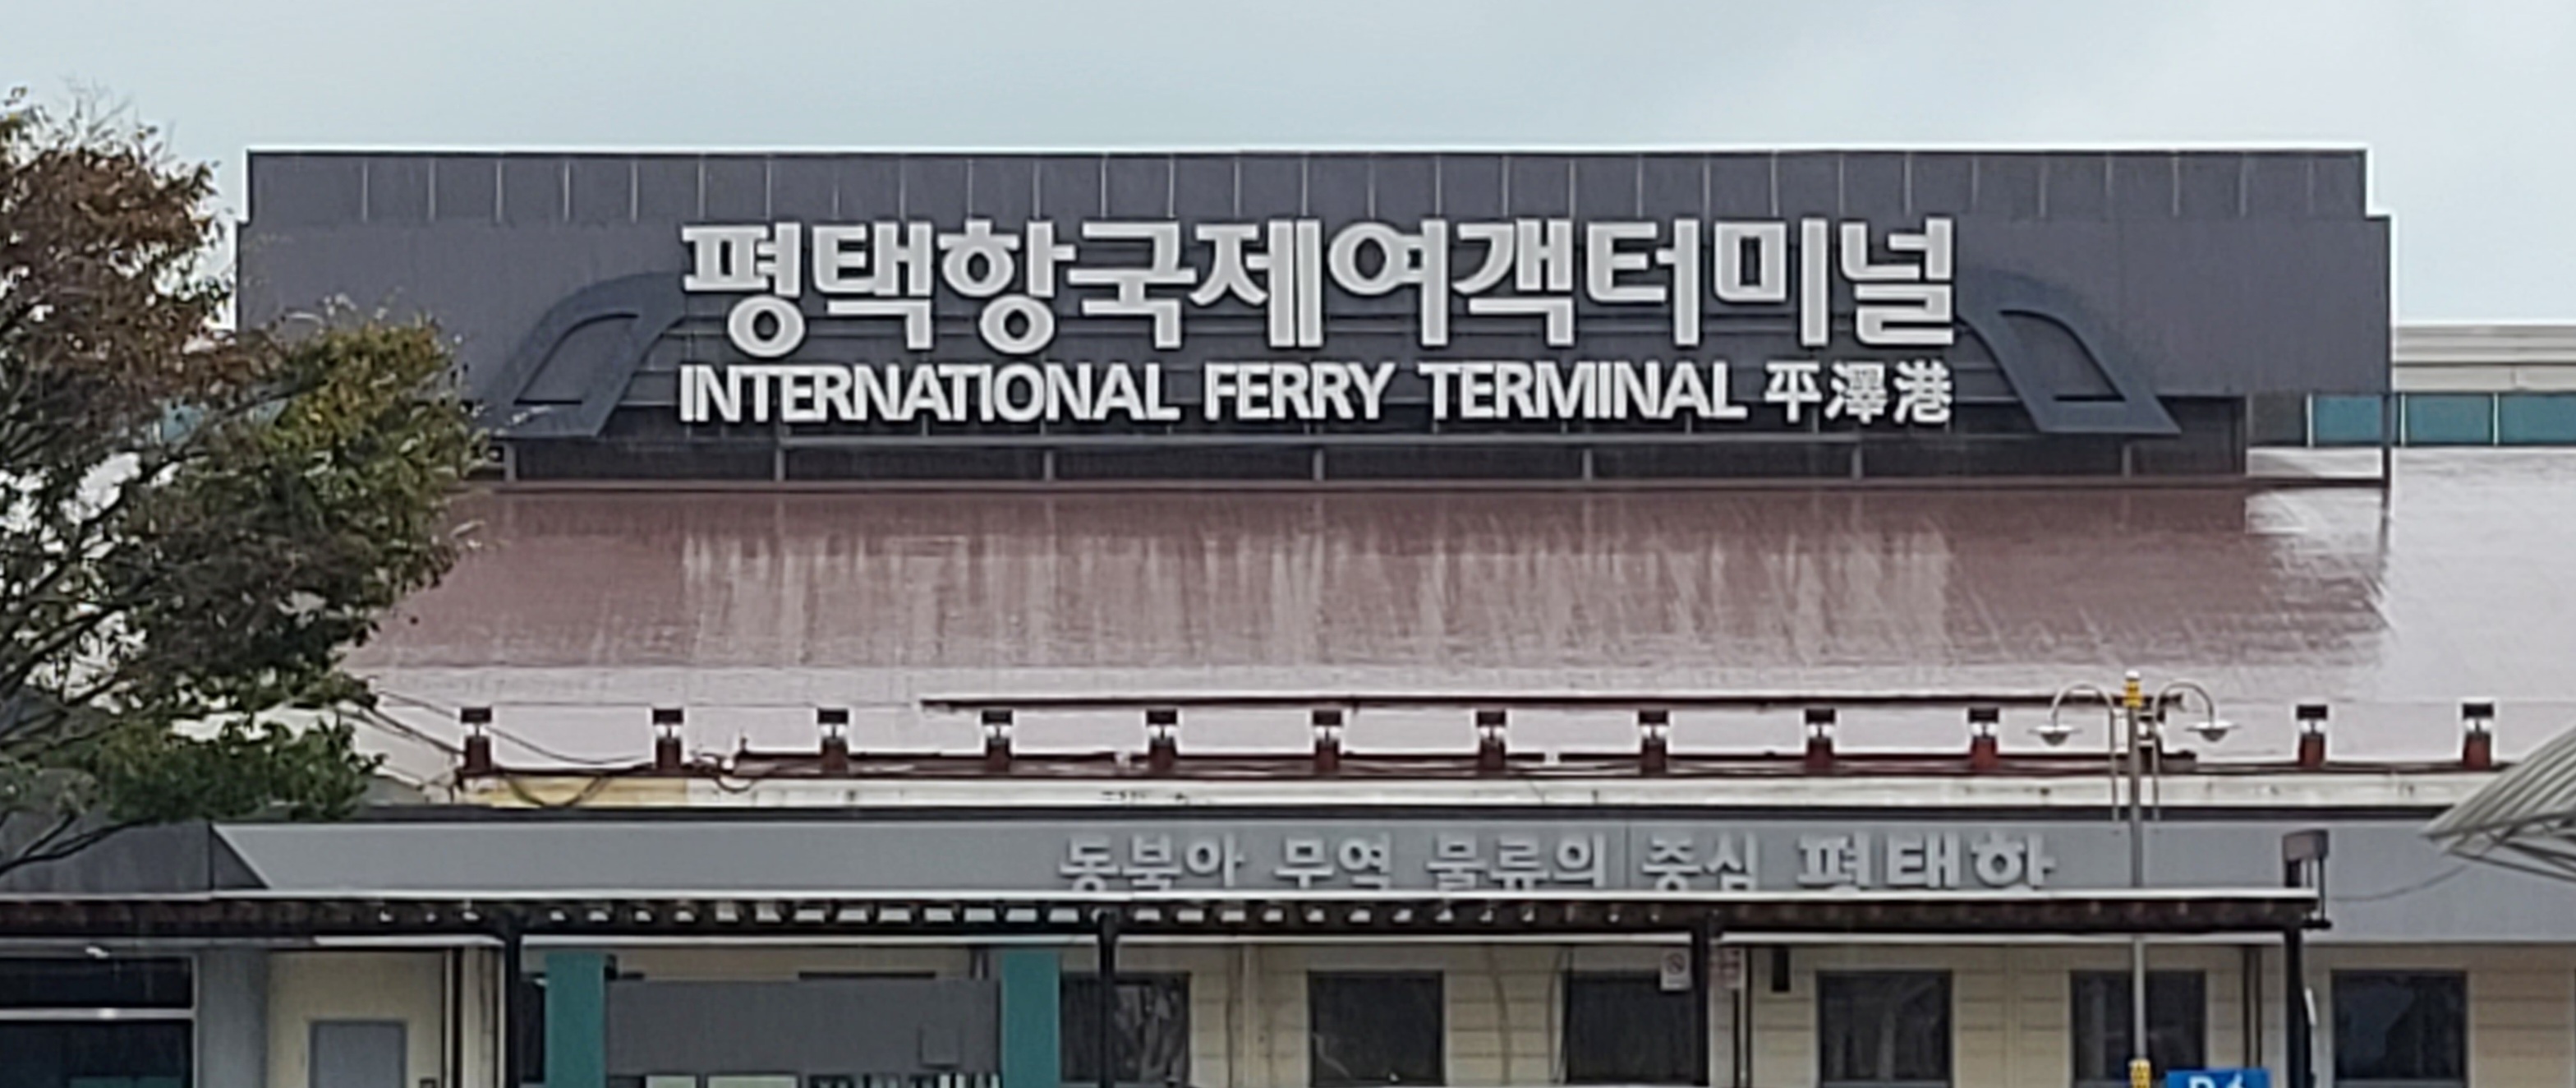 평택항국제여객터미널
INTERNATIONAL FERRY TERMINAL 平澤港
동북아 무역 물류의 중심 평택항